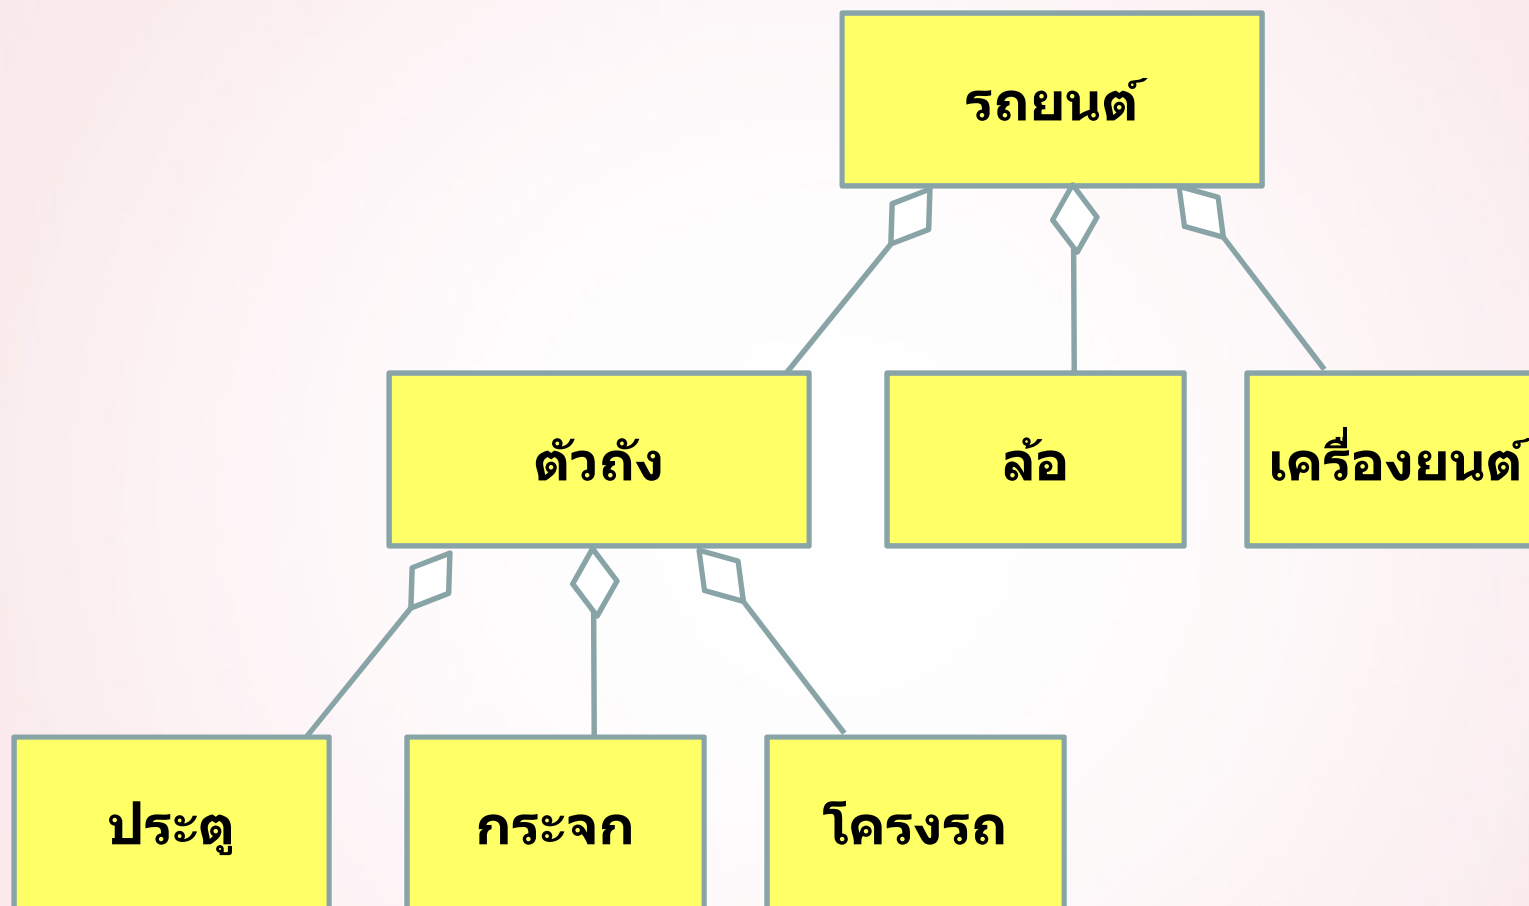 รถยนต์
ตัวถัง
ล้อ
เครื่องยนต์
ประตู
กระจก
โครงรถ